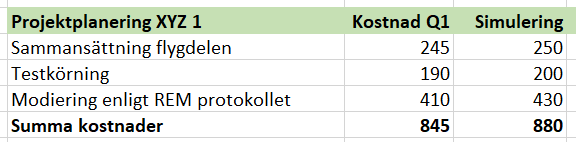 Projektplanering XYZ 1 Kostnad Q1 Simulering
Sammansättning flygdelen 245 250
Testkörning 190 200
Modiering enligt REM protokollet 410 430
Summa kostnader 845 880